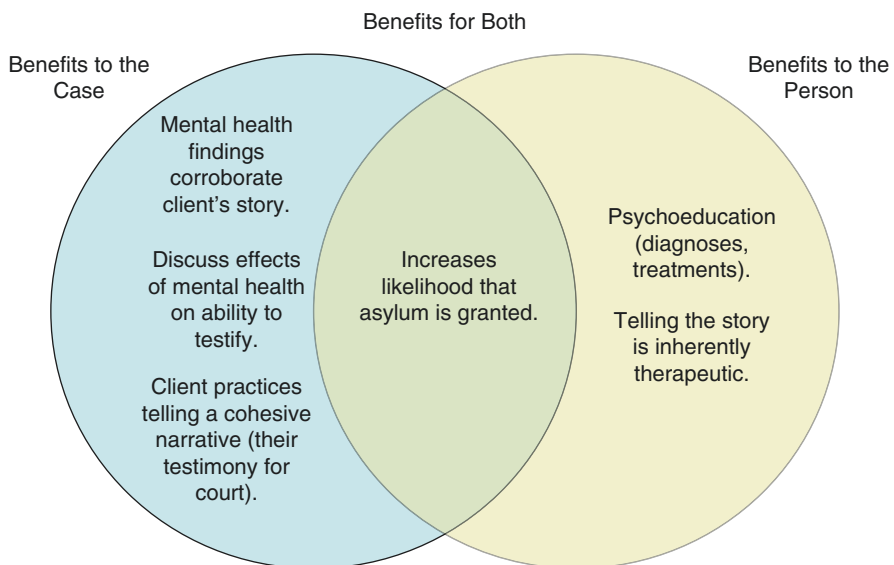 Benefits for Both
Benefits to the
Case
Benefits to the
Person
Mental health
findings
corroborate
client's story.
Discuss effects
of mental health
on ability to
testify.
Client practices
telling a cohesive
narrative (their
testimony for
court).
Increases
likelihood that
asylum is granted.
Psychoeducation
(diagnoses,
treatments).
Telling the story
is inherently
therapeutic.